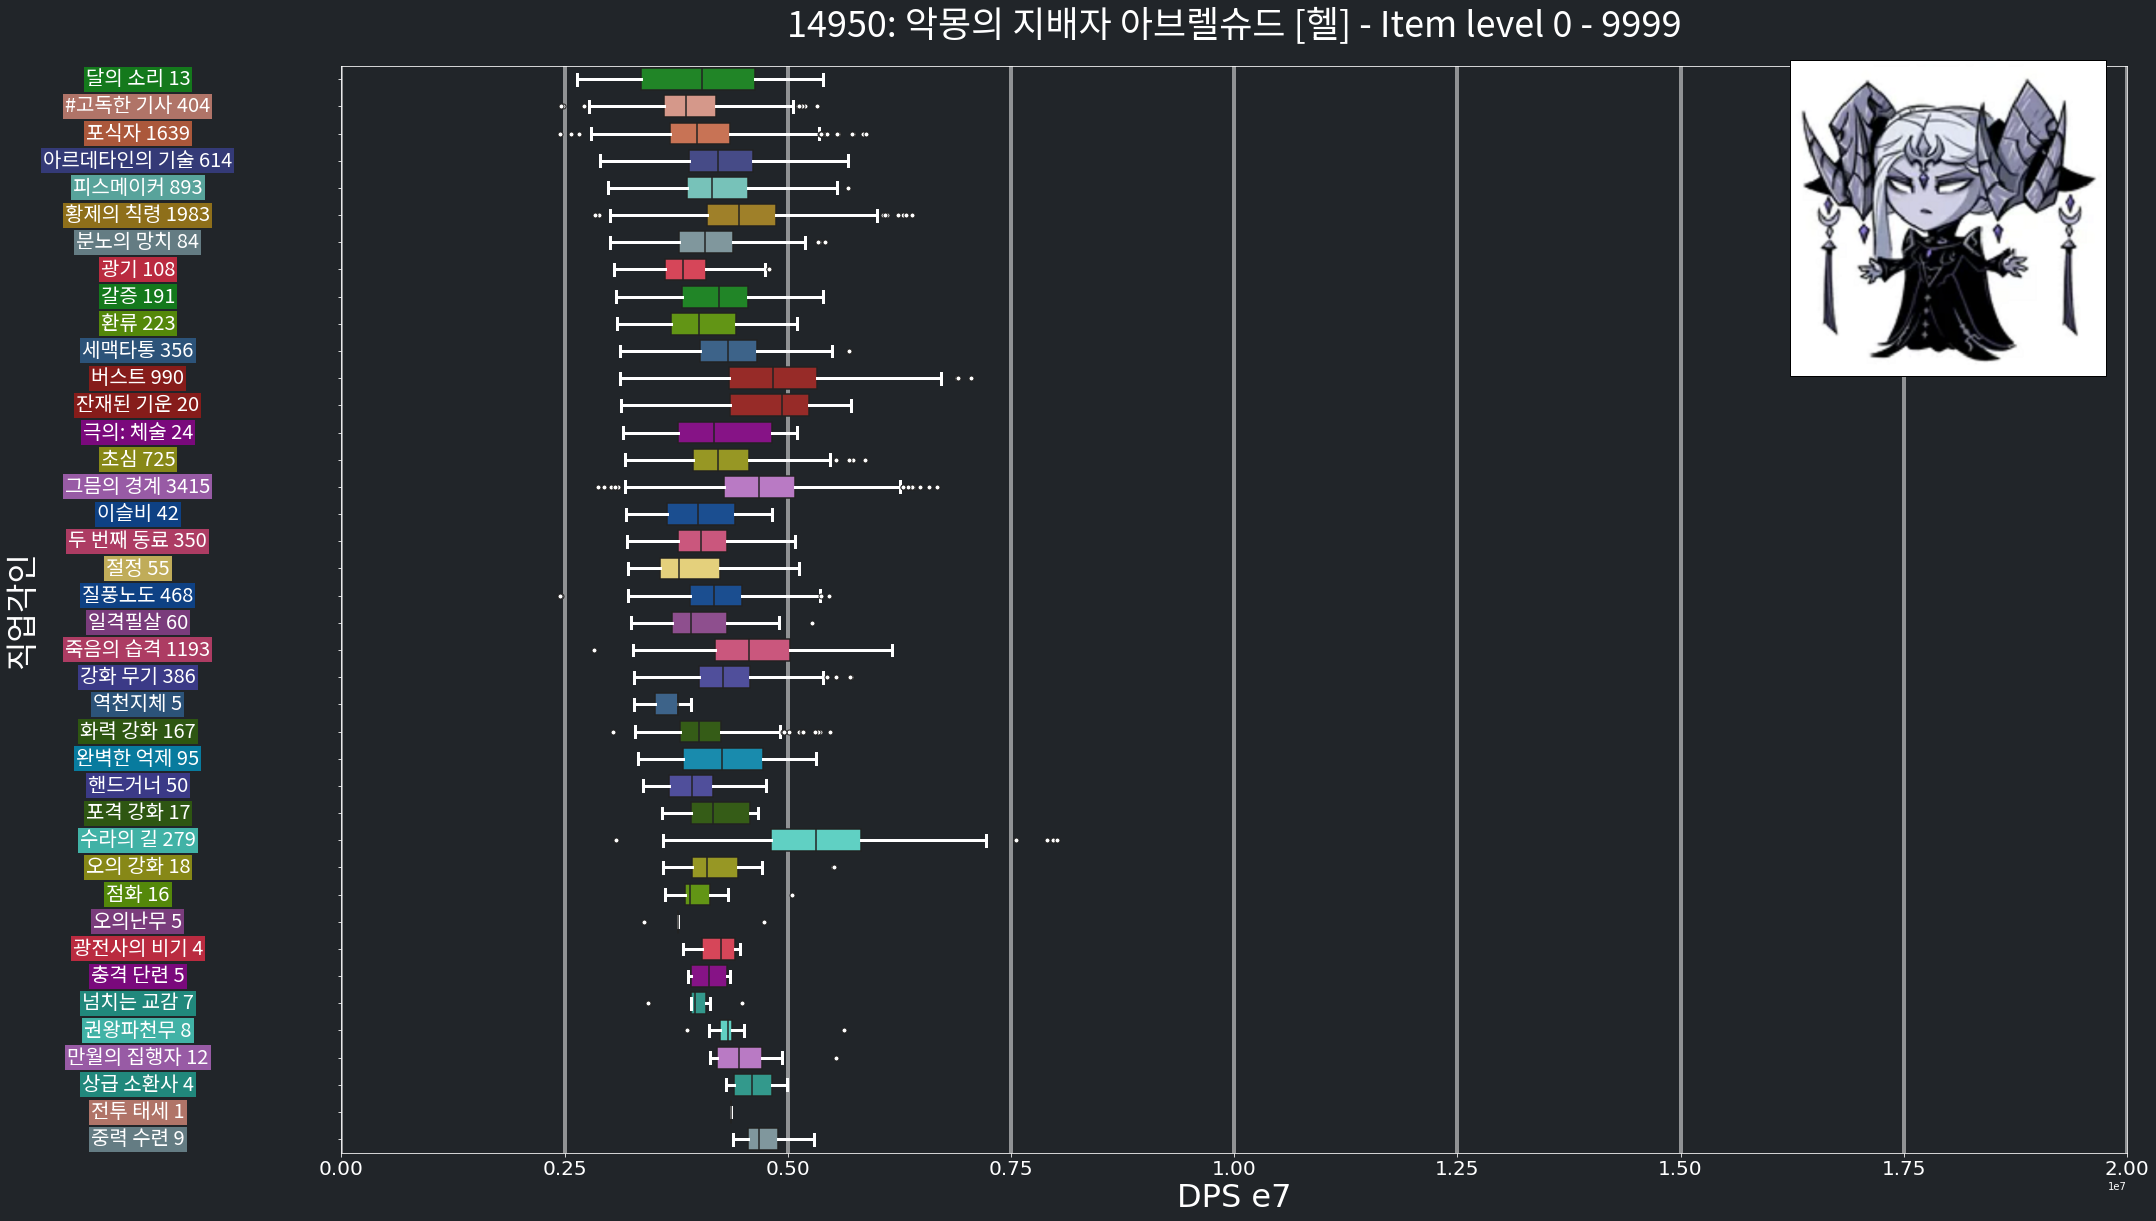 14950: 악몽의 지배자 아브렐슈드 [헬] - Item level 0 - 9999
직업각인
달의 소리 13
#고독한 기사 404
포식자 1639
아르데타인의 기술 614
피스메이커 893
황제의 칙령 1983
분노의 망치 84
광기 108
갈증 191
환류 223
세맥타통 356
버스트 990
잔재된 기운 20
극의: 체술 24
초심 725
그믐의 경계 3415
이슬비 42
두 번째 동료 350
절정 55
질풍노도 468
일격필살 60
죽음의 습격 1193
강화 무기 386
역천지체 5
화력 강화 167
완벽한 억제 95
핸드거너 50
포격 강화 17
수라의 길 279
오의 강화 18
점화 16
오의난무 5
광전사의 비기 4
충격 단련 5
넘치는 교감 7
권왕파천무 8
만월의 집행자 12
상급 소환사 4
전투 태세 1
중력 수련 9
0.00 0.25 0.50 0.75 1.00 1.25 1.50 1.75 2.00
1e7
DPS e7